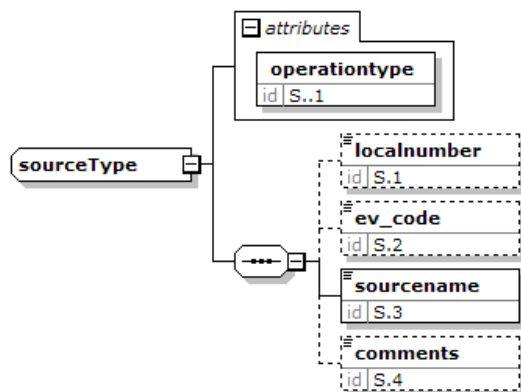 attributes
operationtype
id S..1
sourceType
localnumber
id S.1
ev_code
id S.2
sourcename
id S.3
comments
id S.4